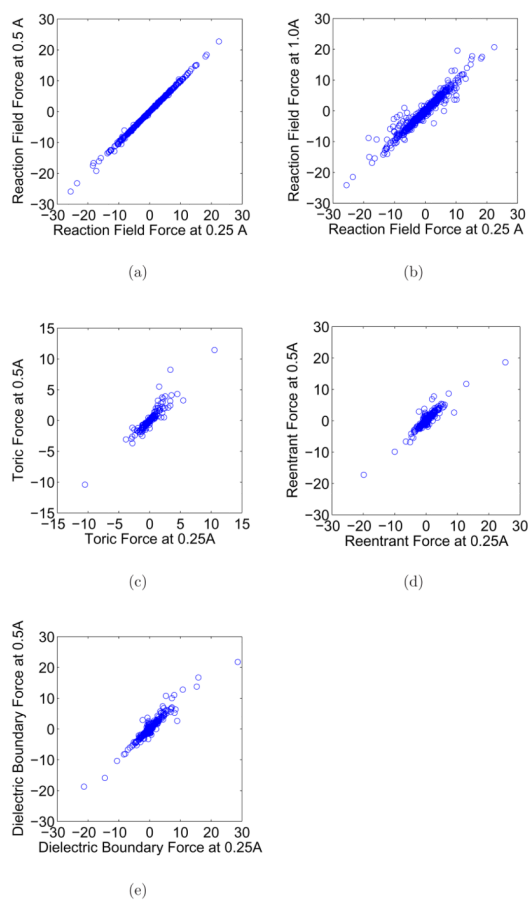 30
20
10
0
−10
−20
−30
−30 −20 −10 0 10 20 30
Reaction Field Force at 0.5 A
Reaction Field Force at 0.25 A
(a)
30
20
10
0
−10
−20
−30
−30 −20 −10 0 10 20 30
Reaction Field Force at 1.0A
Reaction Field Force at 0.25 A
(b)
15
10
5
0
−5
−10
−15
−15 −10 −5 0 5 10 15
Toric Force at 0.5A
Toric Force at 0.25A
(c)
30
20
10
0
−10
−20
−30
−30 −20 −10 0 10 20 30
Reentrant Force at 0.5A
Reentrant Force at 0.25A
(d)
30
20
10
0
−10
−20
−30
−30 −20 −10 0 10 20 30
Dielectric Boundary Force at 0.5A
Dielectric Boundary Force at 0.25A
(e)